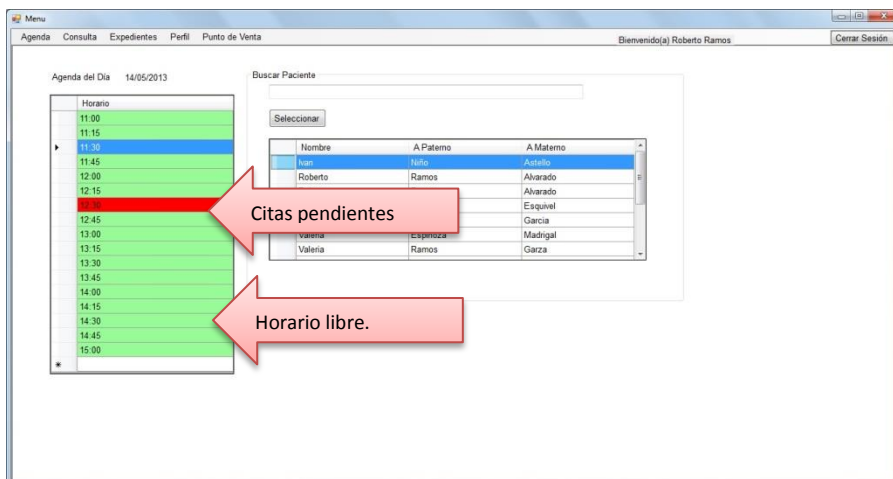 Menu
Agenda Consulta Expedientes Perfil Punto de Venta Bienvenido(a) Roberto Ramos Cerrar Sesión
Agenda del Día 14/05/2013
Buscar Paciente
Horario
11:00
11:15
11:30
11:45
12:00
12:15
12:30
12:45
13:00
13:15
13:30
13:45
14:00
14:15
14:30
14:45
15:00
Seleccionar
Nombre A Paterno A Materno
Ivan Niño Astello
Roberto Ramos Alvarado
Alvarado
Esquivel
Garcia
Valeria Espinoza Madrigal
Valeria Ramos Garza
Citas pendientes
Horario libre.